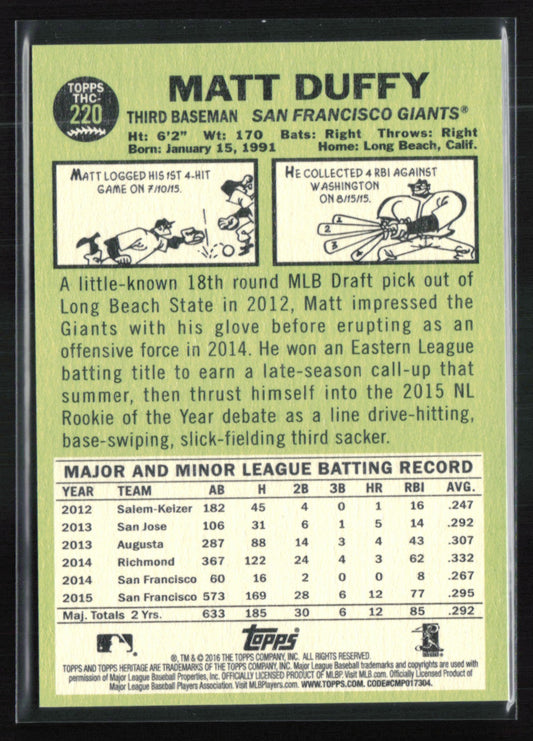 TOPPS
THC-
220
MATT DUFFY
THIRD BASEMAN SAN FRANCISCO GIANTS®
Ht: 6'2" Wt: 170 Bats: Right Throws: Right
Born: January 15, 1991 Home: Long Beach, Calif.
MATT LOGGED HIS 1ST 4-HIT
GAME ON 7/10/15.
HE COLLECTED 4 RBI AGAINST
WASHINGTON
ON 8/15/15.
1
2
3
4
A little-known 18th round MLB Draft pick out of
Long Beach State in 2012, Matt impressed the
Giants with his glove before erupting as an
offensive force in 2014. He won an Eastern League
batting title to earn a late-season call-up that
summer, then thrust himself into the 2015 NL
Rookie of the Year debate as a line drive-hitting,
base-swiping, slick-fielding third sacker.
MAJOR AND MINOR LEAGUE BATTING RECORD
YEAR TEAM AB H 2B 3B HR RBI AVG.
2012 Salem-Keizer 182 45 4 0 1 16 .247
2013 San Jose 106 31 6 1 5 14 .292
2013 Augusta 287 88 14 3 4 43 .307
2014 Richmond 367 122 24 4 3 62 .332
2014 San Francisco 60 16 2 0 0 8 .267
2015 San Francisco 573 169 28 6 12 77 .295
Maj. Totals 2 Yrs. 633 185 30 6 12 85 .292
Topps
®, TM & © 2016 THE TOPPS COMPANY, INC. ALL RIGHTS RESERVED.
TOPPS AND TOPPS HERITAGE ARE TRADEMARKS OF THE TOPPS COMPANY, INC. Major League Baseball trademarks and copyrights are used with
permission of Major League Baseball Properties, Inc. OFFICIALLY LICENSED PRODUCT OF MLBP. Visit MLB.com. Officially Licensed Product of
Major League Baseball Players Association. Visit MLBPlayers.com. WWW.TOPPS.COM. CODE#CMP017304.